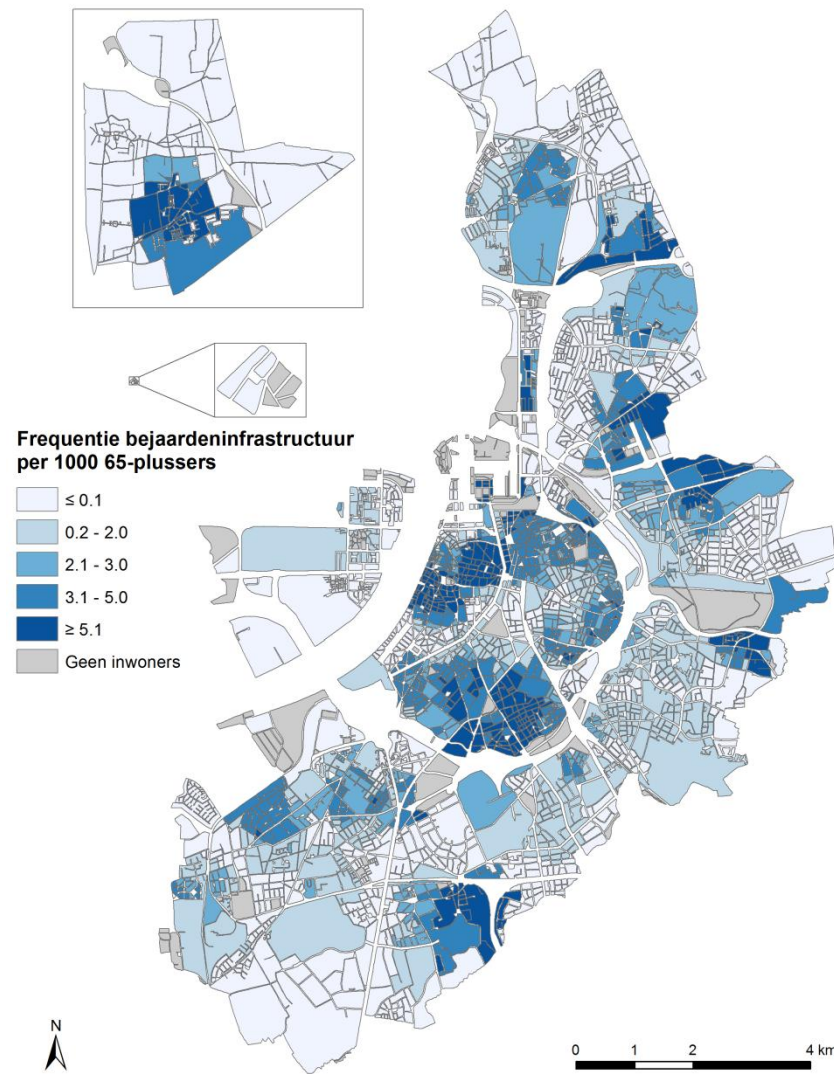 Frequentie bejaardeninfrastructuur
per 1000 65-plussers
≤ 0.1
0.2 - 2.0
2.1 - 3.0
3.1 - 5.0
≥ 5.1
Geen inwoners
N
0 1 2 4 km